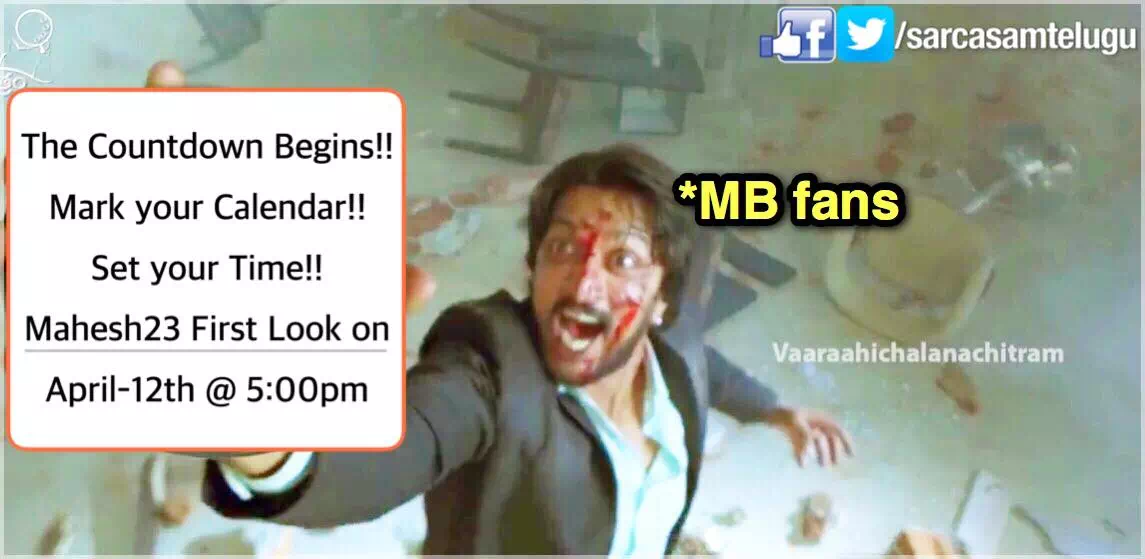 /sarcasamtelugu
The Countdown Begins!!
Mark your Calendar!!
Set your Time!!
Mahesh23 First Look on
April-12th @ 5:00pm
*MB fans
Vaaraahichalanachitram